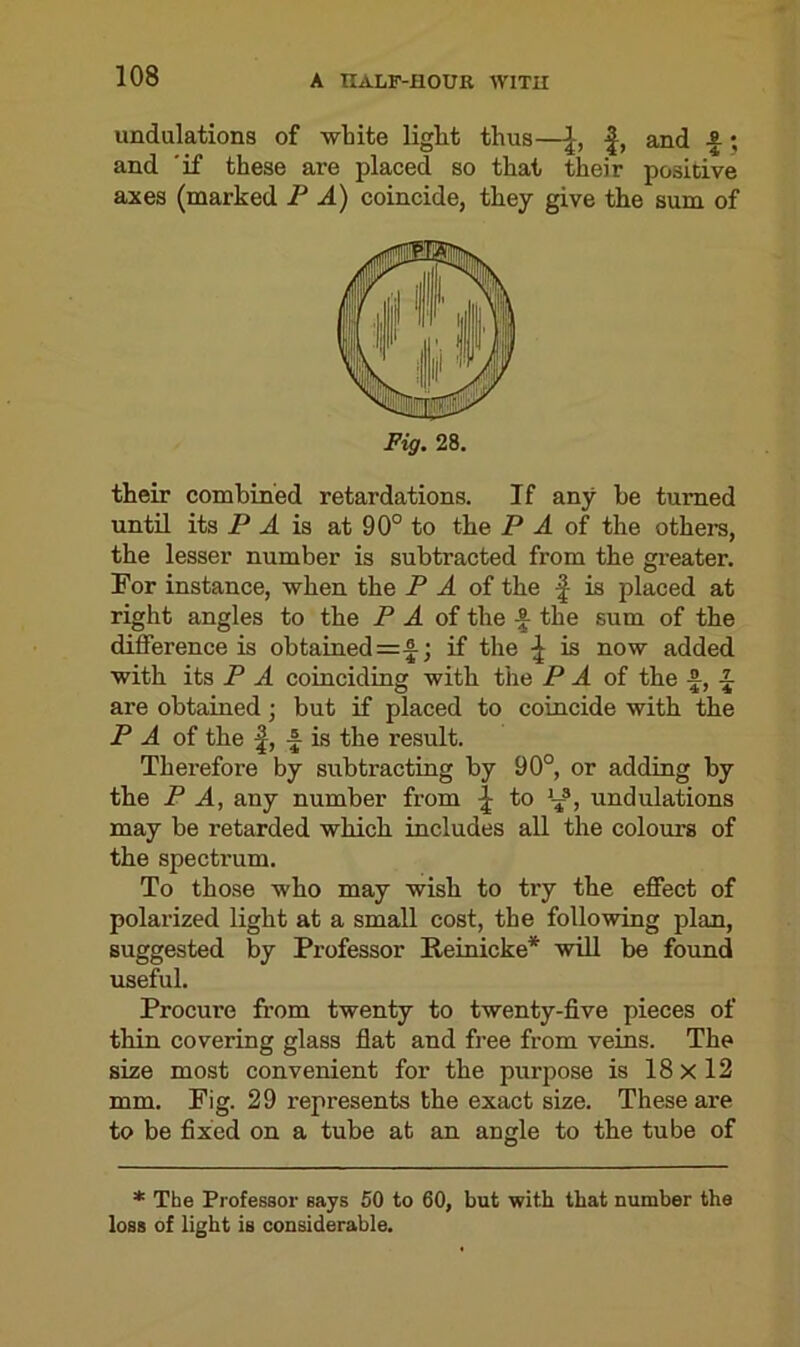 108 A HALF-HOUR WITH
undulations of white light thus—¼, ¾, and 9/4;
and 'if these are placed so that their positive
axes (marked P A) coincide, they give the sum of
P A
Fig. 28.
their combined retardations. If any be turned
until its P A is at 90° to the P A of the others,
the lesser number is subtracted from the greater.
For instance, when the P A of the ¾ is placed at
right angles to the P A of the 9/4 the sum of the
difference is obtained=6/4; if the ¼ is now added
with its P A coinciding with the P A of the 9/4, 7/4
are obtained; but if placed to coincide with the
P A of the ¾, 5/4 is the result.
Therefore by subtracting by 90°, or adding by
the P A, any number from ¼ to 13/4, undulations
may be retarded which includes all the colours of
the spectrum.
To those who may wish to try the effect of
polarized light at a small cost, the following plan,
suggested by Professor Reinicke* will be found
useful.
Procure from twenty to twenty-five pieces of
thin covering glass flat and free from veins. The
size most convenient for the purpose is 18 x 12
mm. Fig. 29 represents the exact size. These are
to be fixed on a tube at an angle to the tube of
* The Professor says 50 to 60, but with that number the
loss of light is considerable.